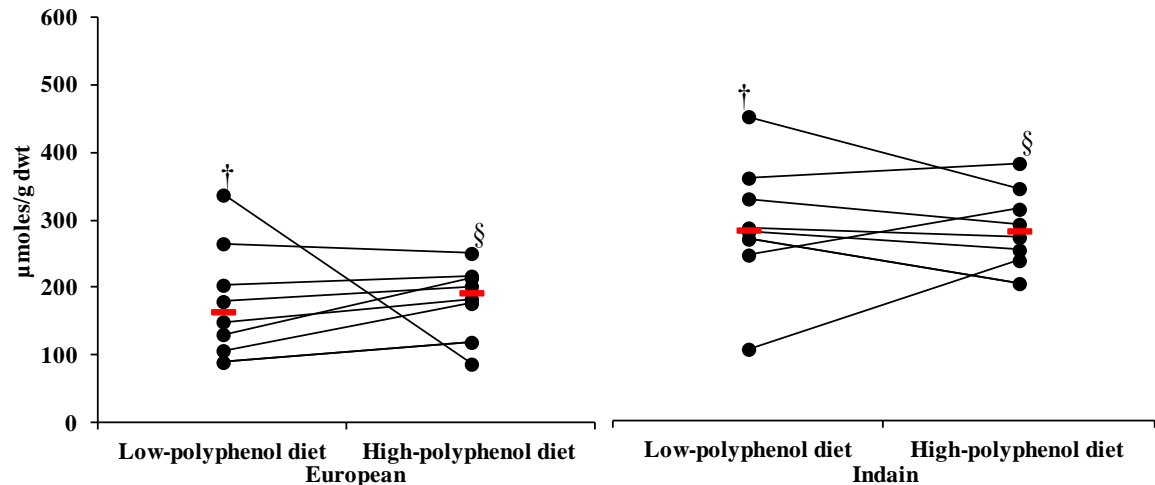 600
500
400
300
200
100
0
µmoles/g dwt
†
§
†
§
Low-polyphenol diet High-polyphenol diet
European
Low-polyphenol diet High-polyphenol diet
Indain